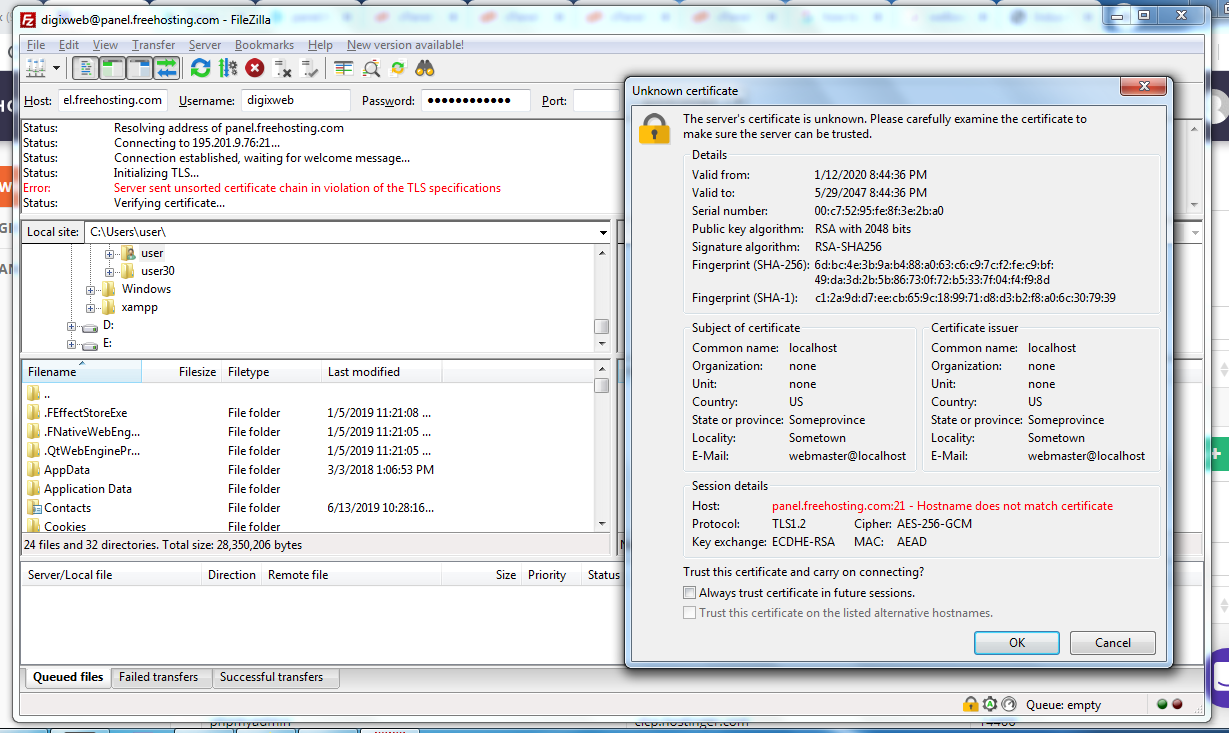 digixweb@panel.freehosting.com - FileZilla
File Edit View Transfer Server Bookmarks Help New version available!
Host: el.freehosting.com Username: digixweb Password: ●●●●●●●●●●●● Port:
Status: Resolving address of panel.freehosting.com
Status: Connecting to 195.201.9.76:21...
Status: Connection established, waiting for welcome message...
Status: Initializing TLS...
Error: Server sent unsorted certificate chain in violation of the TLS specifications
Status: Verifying certificate...
Local site: C:\Users\user\
user
user30
Windows
xampp
D:
E:
Filename Filesize Filetype Last modified
..
.FEffectStoreExe File folder 1/5/2019 11:21:08 ...
.FNativeWebEng... File folder 1/5/2019 11:21:05 ...
.QtWebEnginePr... File folder 1/5/2019 11:21:05 ...
AppData File folder 3/3/2018 1:06:53 PM
Application Data File folder
Contacts File folder 6/13/2019 10:28:16...
Cookies File folder
24 files and 32 directories. Total size: 28,350,206 bytes
Server/Local file Direction Remote file Size Priority Status
Queued files Failed transfers Successful transfers
Queue: empty
Unknown certificate
The server's certificate is unknown. Please carefully examine the certificate to
make sure the server can be trusted.
Details
Valid from: 1/12/2020 8:44:36 PM
Valid to: 5/29/2047 8:44:36 PM
Serial number: 00:c7:52:95:fe:8f:3e:2b:a0
Public key algorithm: RSA with 2048 bits
Signature algorithm: RSA-SHA256
Fingerprint (SHA-256): 6d:bc:4e:3b:9a:b4:88:a0:63:c6:c9:7c:f2:fe:c9:bf:
49:da:3d:2b:5b:86:73:0f:72:b5:33:7f:04:f4:f9:8d
Fingerprint (SHA-1): c1:2a:9d:d7:ee:cb:65:9c:18:99:71:d8:d3:b2:f8:a0:6c:30:79:39
Subject of certificate
Common name: localhost
Organization: none
Unit: none
Country: US
State or province: Someprovince
Locality: Sometown
E-Mail: webmaster@localhost
Certificate issuer
Common name: localhost
Organization: none
Unit: none
Country: US
State or province: Someprovince
Locality: Sometown
E-Mail: webmaster@localhost
Session details
Host: panel.freehosting.com:21 - Hostname does not match certificate
Protocol: TLS1.2 Cipher: AES-256-GCM
Key exchange: ECDHE-RSA MAC: AEAD
Trust this certificate and carry on connecting?
Always trust certificate in future sessions.
Trust this certificate on the listed alternative hostnames.
OK Cancel